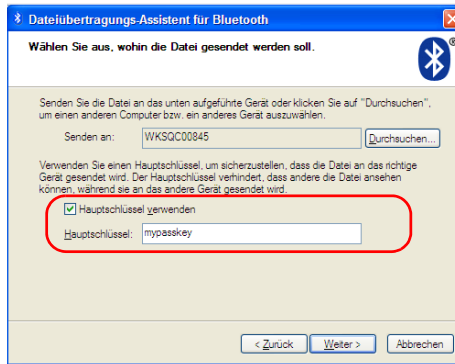 Dateiübertragungs-Assistent für Bluetooth
Wählen Sie aus, wohin die Datei gesendet werden soll.
Senden Sie die Datei an das unten aufgeführte Gerät oder klicken Sie auf "Durchsuchen",
um einen anderen Computer bzw. ein anderes Gerät auszuwählen.
Senden an: WKSQC00845 Durchsuchen...
Verwenden Sie einen Hauptschlüssel, um sicherzustellen, dass die Datei an das richtige
Gerät gesendet wird. Der Hauptschlüssel verhindert, dass andere die Datei ansehen
können, während sie an das andere Gerät gesendet wird.
Hauptschlüssel verwenden
Hauptschlüssel: mypasskey
< Zurück Weiter > Abbrechen